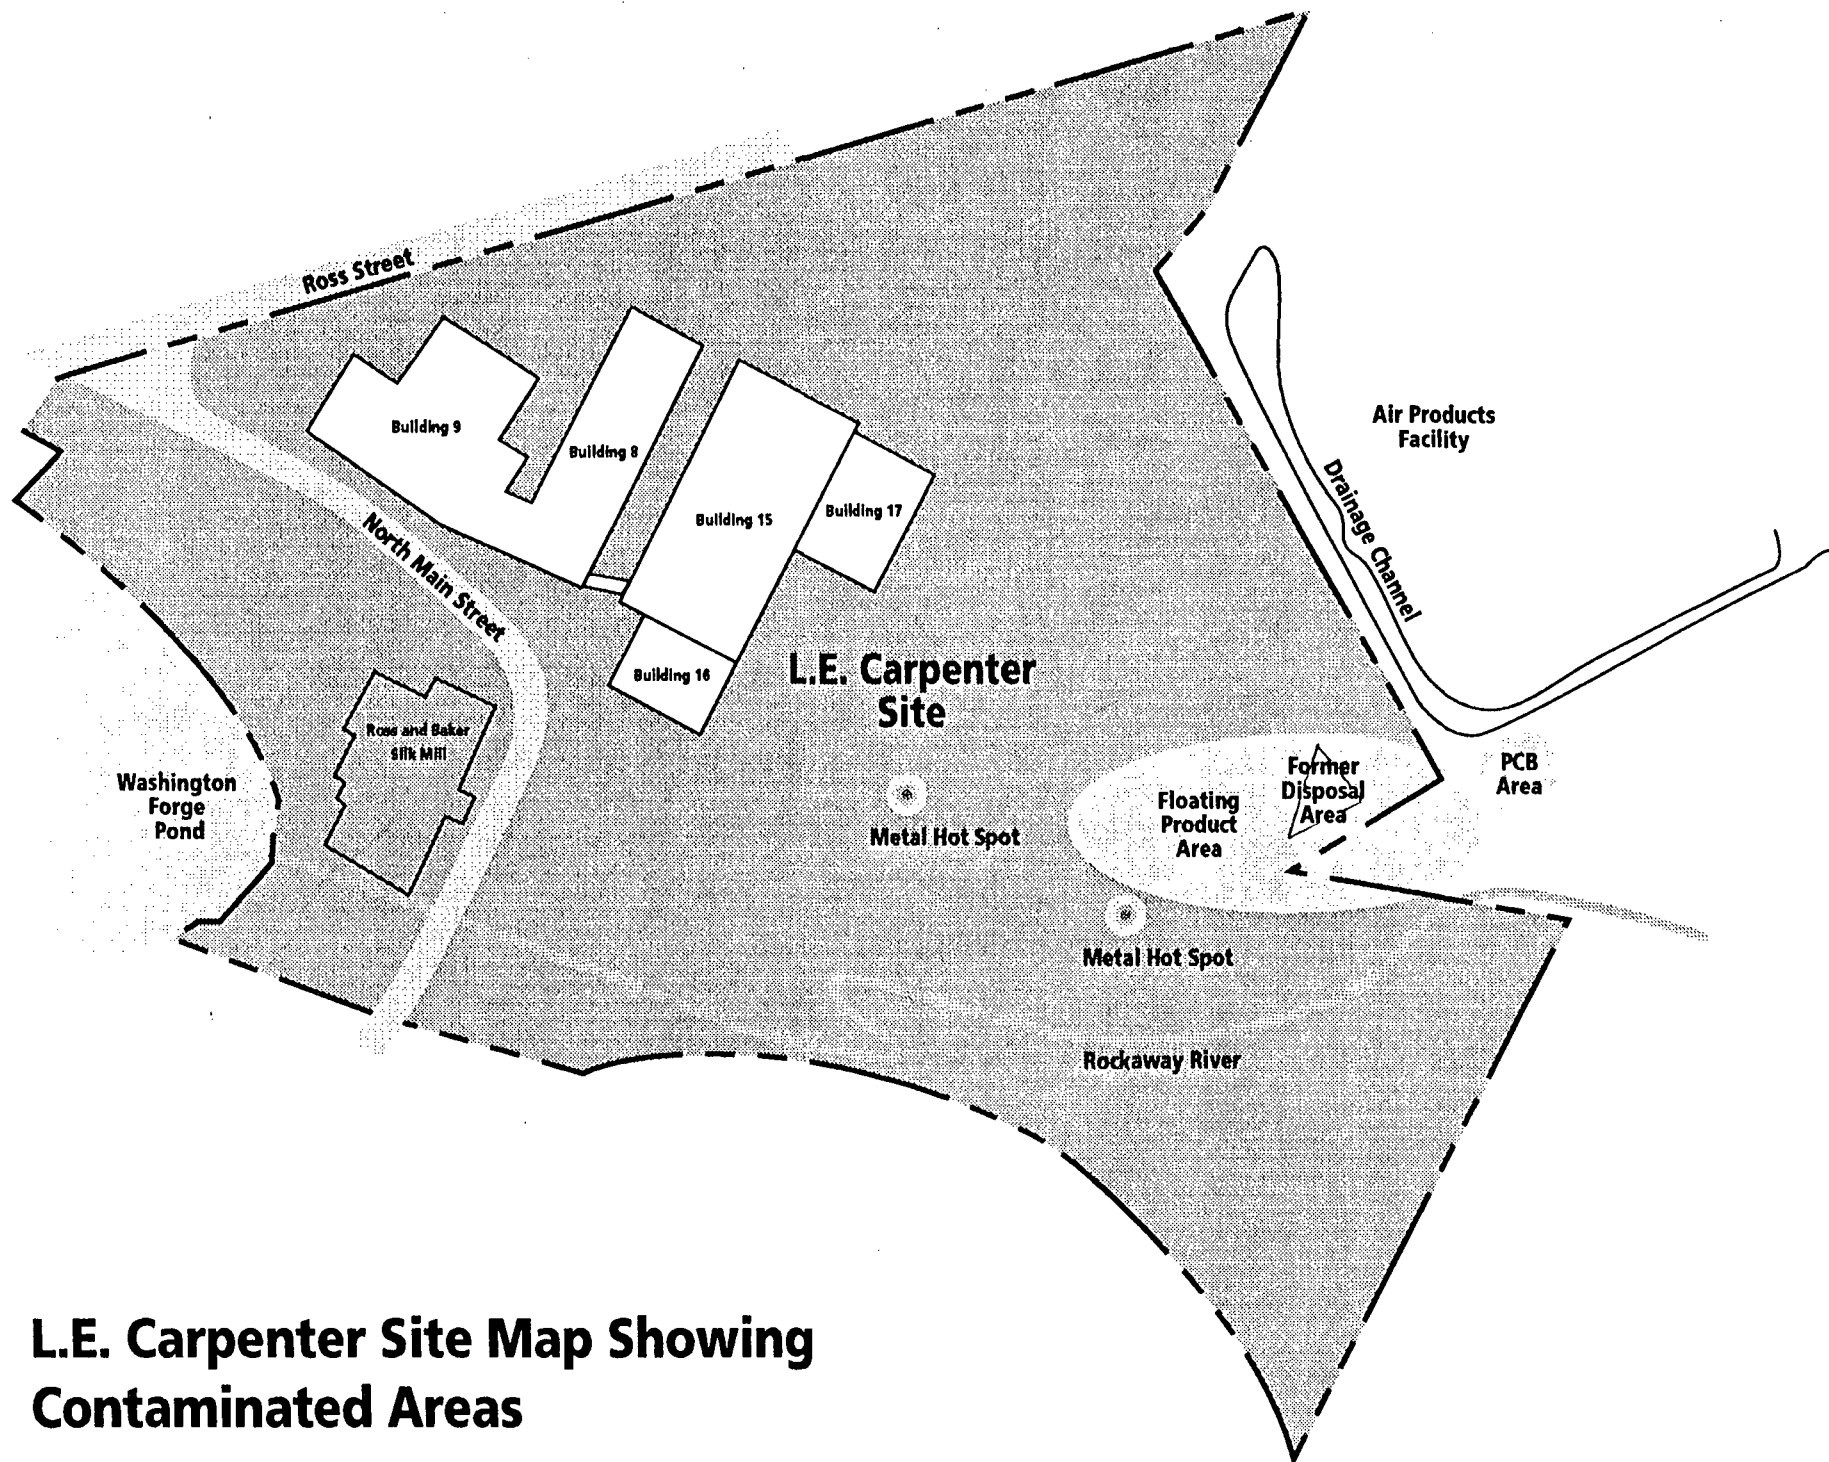 Ross Street
Building 9
Building 8
Building 15
Building 17
Building 16
North Main Street
Air Products
Facility
Drainage Channel
L.E. Carpenter
Site
Ross and Baker
Silk Mill
Washington
Forge
Pond
Metal Hot Spot
Floating
Product
Area
Former
Disposal
Area
PCB
Area
Metal Hot Spot
Rockaway River
L.E. Carpenter Site Map Showing
Contaminated Areas